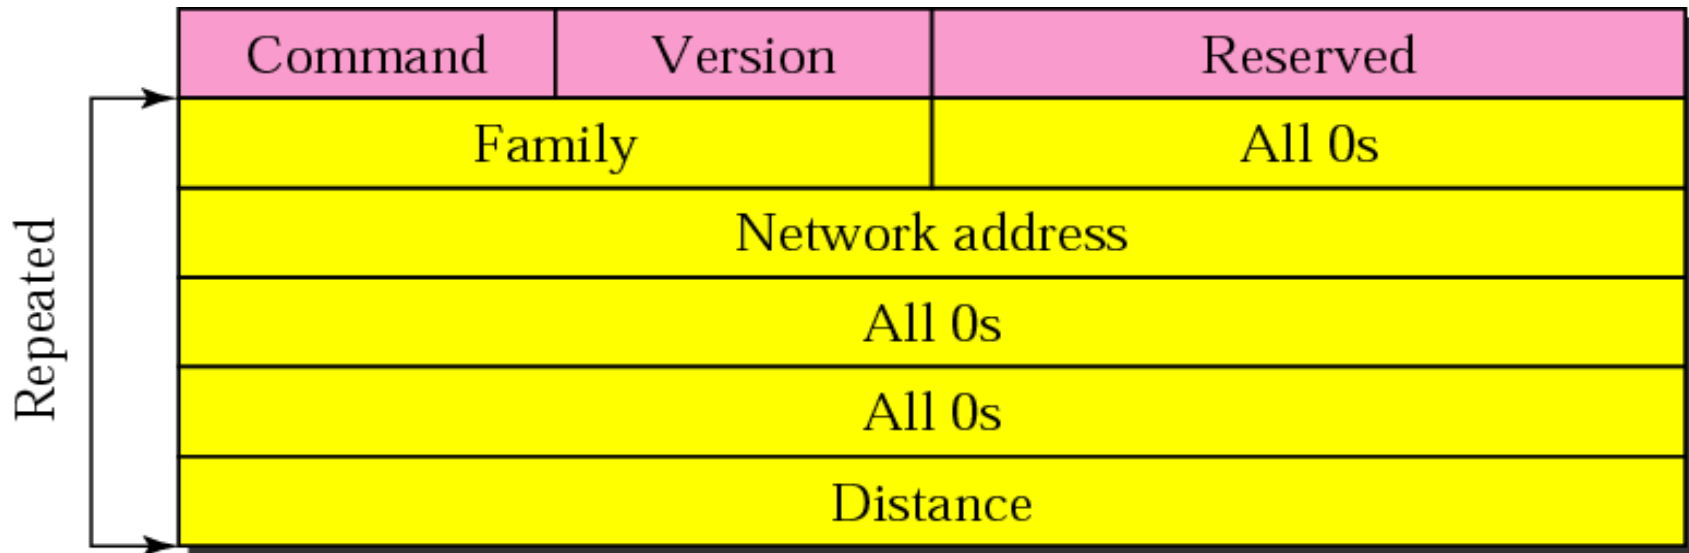 Command Version Reserved
Family All 0s
Network address
All 0s
All 0s
Distance
Repeated